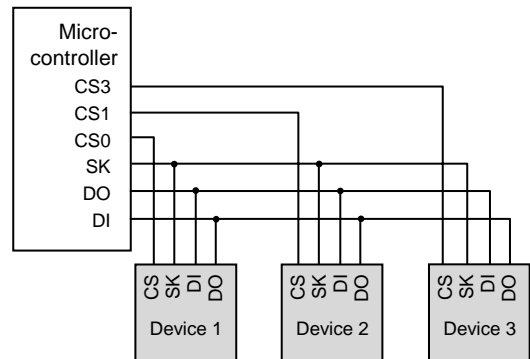 Micro-
controller
CS3
CS1
CS0
SK
DO
DI
CS SK DI DO
Device 1
CS SK DI DO
Device 2
CS SK DI DO
Device 3